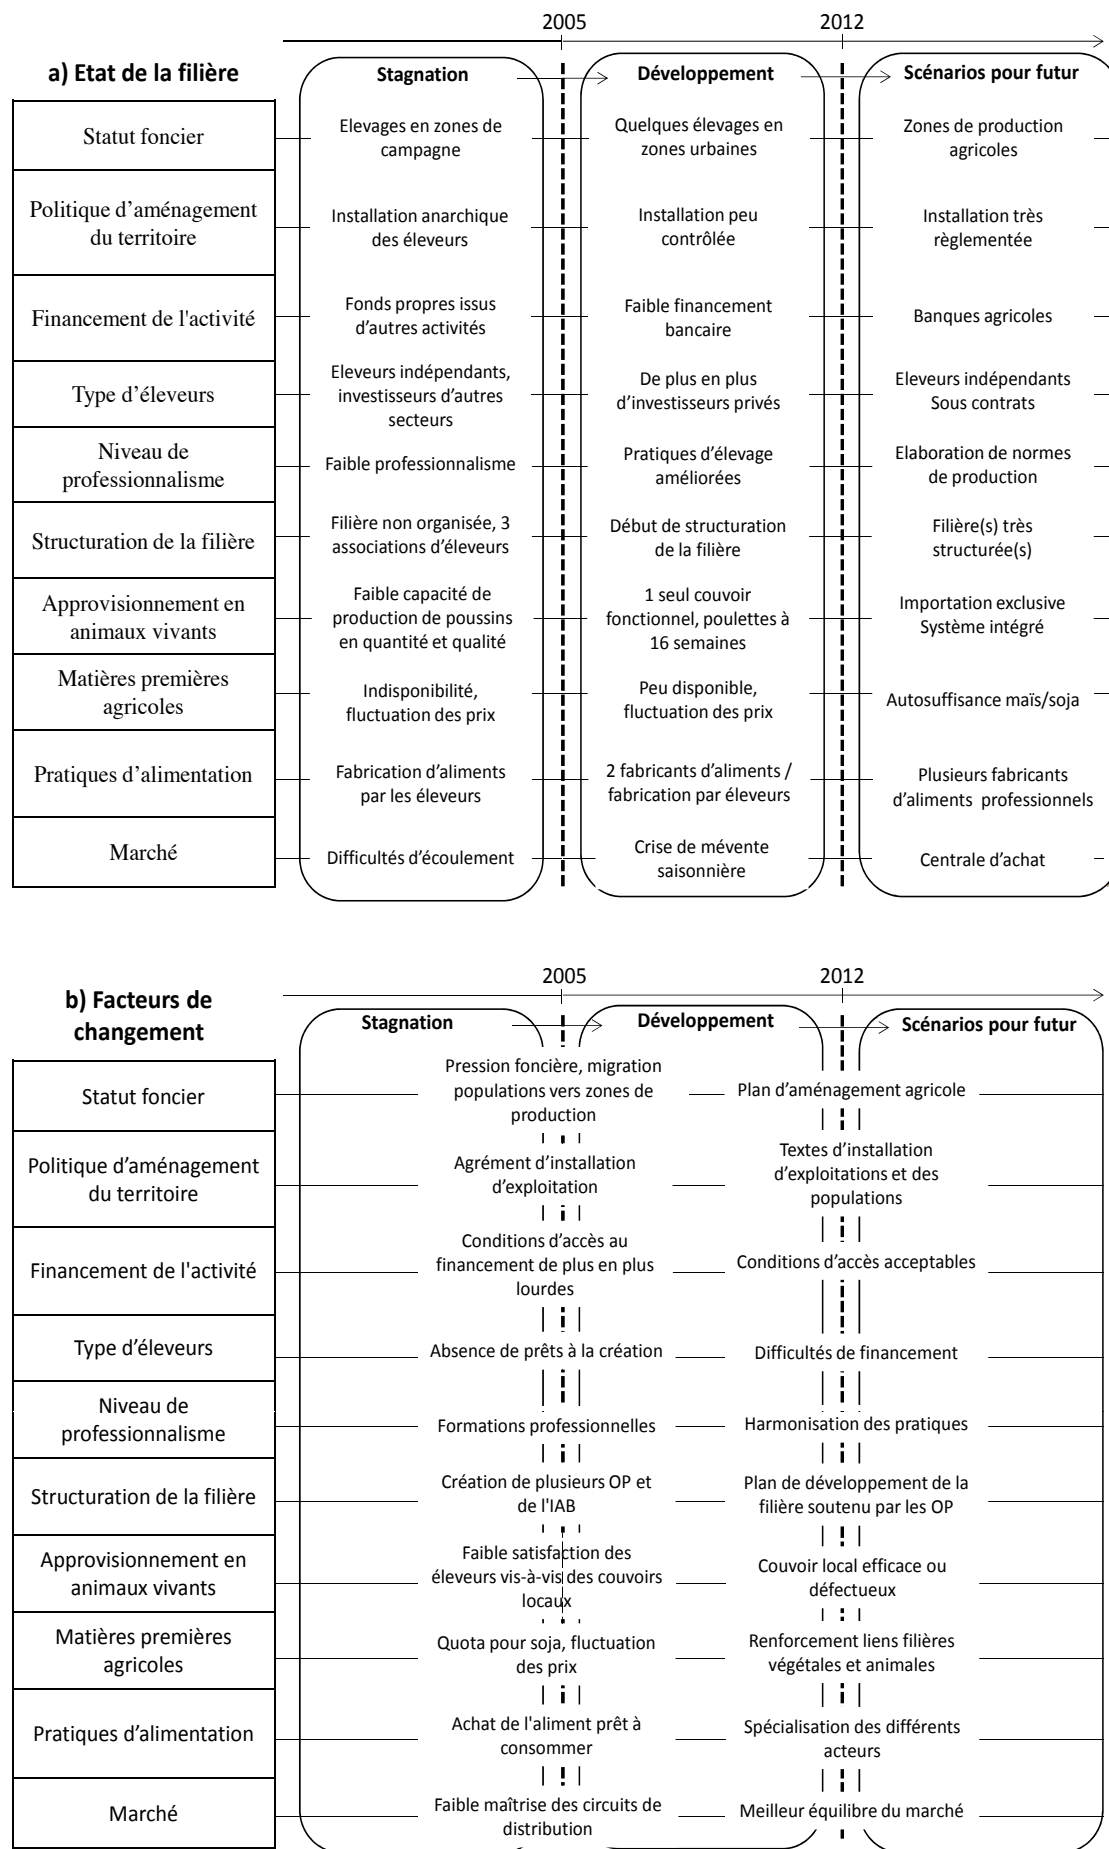 2005
2012
a) Etat de la filière
Stagnation
Développement
Scénarios pour futur
Statut foncier
Elevages en zones de
campagne
Quelques élevages en
zones urbaines
Zones de production
agricoles
Politique d’aménagement
du territoire
Installation anarchique
des éleveurs
Installation peu
contrôlée
Installation très
règlementée
Financement de l'activité
Fonds propres issus
d’autres activités
Faible financement
bancaire
Banques agricoles
Type d’éleveurs
Eleveurs indépendants,
investisseurs d’autres
secteurs
De plus en plus
d’investisseurs privés
Eleveurs indépendants
Sous contrats
Niveau de
professionnalisme
Faible professionnalisme
Pratiques d’élevage
améliorées
Elaboration de normes
de production
Structuration de la filière
Filière non organisée, 3
associations d’éleveurs
Début de structuration
de la filière
Filière(s) très
structurée(s)
Approvisionnement en
animaux vivants
Faible capacité de
production de poussins
en quantité et qualité
1 seul couvoir
fonctionnel, poulettes à
16 semaines
Importation exclusive
Système intégré
Matières premières
agricoles
Indisponibilité,
fluctuation des prix
Peu disponible,
fluctuation des prix
Autosuffisance maïs/soja
Pratiques d’alimentation
Fabrication d’aliments
par les éleveurs
2 fabricants d’aliments /
fabrication par éleveurs
Plusieurs fabricants
d’aliments professionnels
Marché
Difficultés d’écoulement
Crise de mévente
saisonnière
Centrale d’achat
2005
2012
b) Facteurs de
changement
Stagnation
Développement
Scénarios pour futur
Statut foncier
Pression foncière, migration
populations vers zones de
production
Plan d’aménagement agricole
Politique d’aménagement
du territoire
Agrément d’installation
d’exploitation
Textes d’installation
d’exploitations et des
populations
Financement de l'activité
Conditions d’accès au
financement de plus en plus
lourdes
Conditions d’accès acceptables
Type d’éleveurs
Absence de prêts à la création
Difficultés de financement
Niveau de
professionnalisme
Formations professionnelles
Harmonisation des pratiques
Structuration de la filière
Création de plusieurs OP et
de l'IAB
Plan de développement de la
filière soutenu par les OP
Approvisionnement en
animaux vivants
Faible satisfaction des
éleveurs vis-à-vis des couvoirs
locaux
Couvoir local efficace ou
défectueux
Matières premières
agricoles
Quota pour soja, fluctuation
des prix
Renforcement liens filières
végétales et animales
Pratiques d’alimentation
Achat de l'aliment prêt à
consommer
Spécialisation des différents
acteurs
Marché
Faible maîtrise des circuits de
distribution
Meilleur équilibre du marché